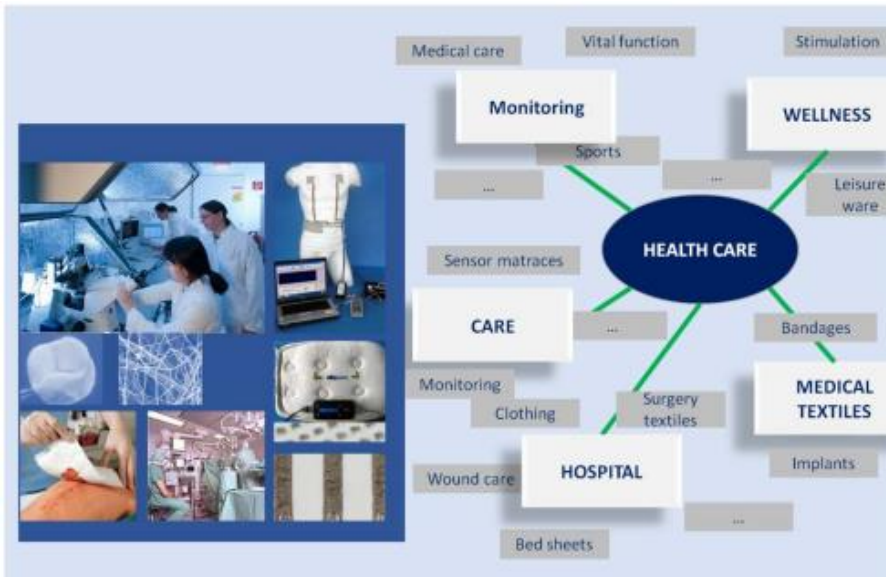 Medical care
Vital function
Stimulation
Monitoring
WELLNESS
Sports
...
...
Leisure
ware
HEALTH CARE
Sensor matraces
CARE
...
Bandages
Monitoring
Clothing
Surgery
textiles
MEDICAL
TEXTILES
Wound care
HOSPITAL
Implants
...
Bed sheets